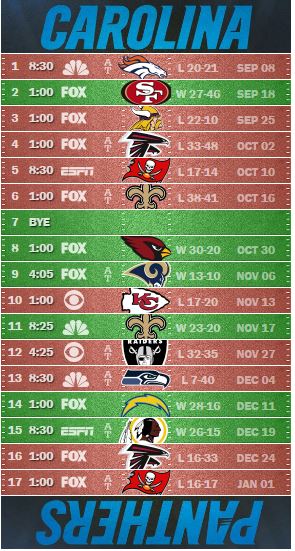 CAROLINA
1 8:30 AT L 20-21 SEP 08
2 1:00 FOX W 27-46 SEP 18
3 1:00 FOX L 22-10 SEP 25
4 1:00 FOX AT L 33-48 OCT 02
5 8:30 ESPN L 17-14 OCT 10
6 1:00 FOX AT L 38-41 OCT 16
7 BYE
8 1:00 FOX W 30-20 OCT 30
9 4:05 FOX AT W 13-10 NOV 06
10 1:00 L 17-20 NOV 13
11 8:25 W 23-20 NOV 17
12 4:25 AT RAIDERS L 32-35 NOV 27
13 8:30 AT L 7-40 DEC 04
14 1:00 FOX W 28-16 DEC 11
15 8:30 ESPN AT W 26-15 DEC 19
16 1:00 FOX L 16-33 DEC 24
17 1:00 FOX AT L 16-17 JAN 01
PANTHERS